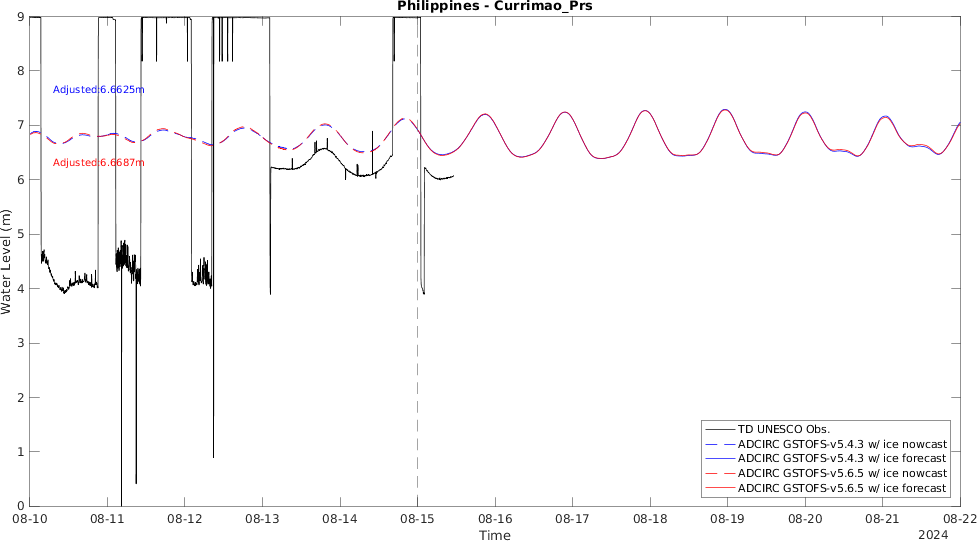 Philippines - Currimao_Prs
9
8
7
6
5
4
3
2
1
0
Water Level (m)
Adjusted:6.6625m
Adjusted:6.6687m
TD UNESCO Obs.
ADCIRC GSTOFS-v5.4.3 w/ ice nowcast
ADCIRC GSTOFS-v5.4.3 w/ ice forecast
ADCIRC GSTOFS-v5.6.5 w/ ice nowcast
ADCIRC GSTOFS-v5.6.5 w/ ice forecast
08-10 08-11 08-12 08-13 08-14 08-15 08-16 08-17 08-18 08-19 08-20 08-21 08-22
Time
2024